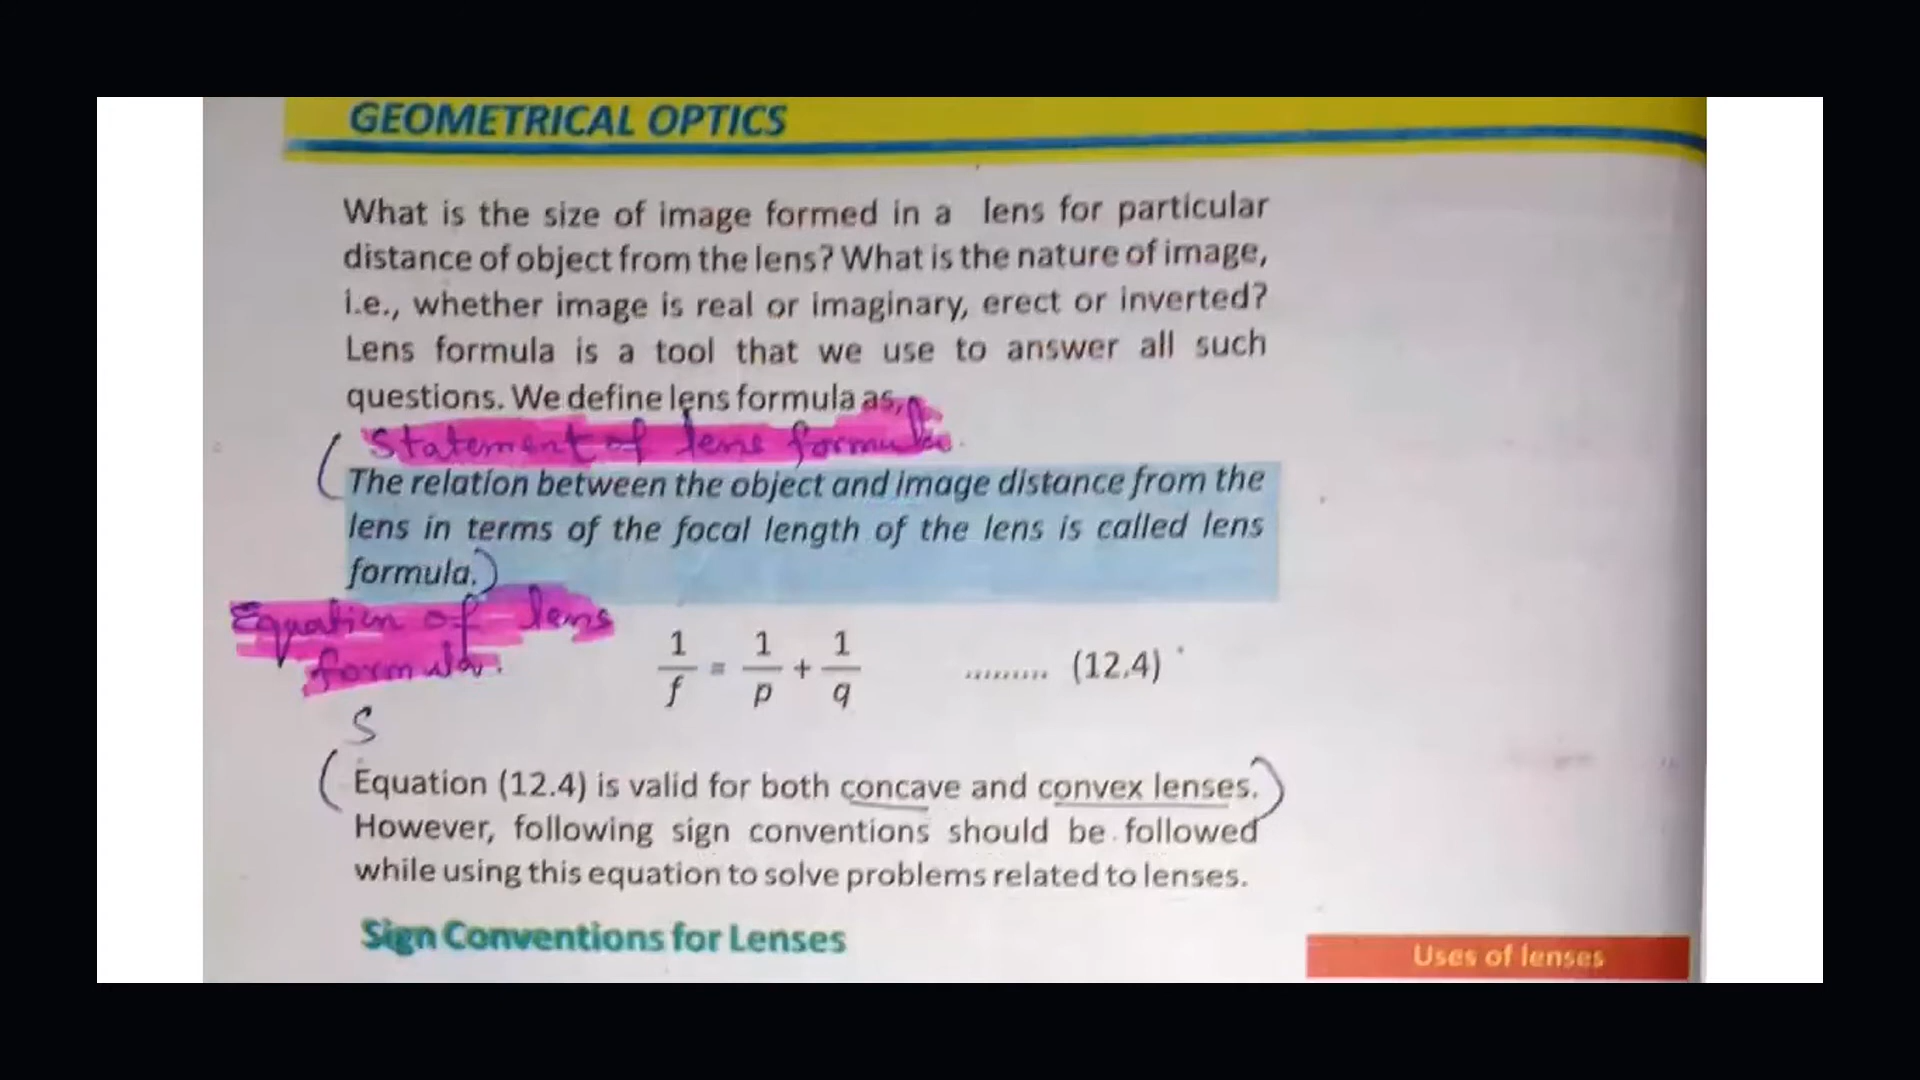 GEOMETRICAL OPTICS
What is the size of image formed in a lens for particular
distance of object from the lens? What is the nature of image,
i.e., whether image is real or imaginary, erect or inverted?
Lens formula is a tool that we use to answer all such
questions. We define lens formula as,
Statement of lens formula.
The relation between the object and image distance from the
lens in terms of the focal length of the lens is called lens
formula.
Equation of lens
formula.
1/f = 1/p + 1/q ......... (12.4)
S
Equation (12.4) is valid for both concave and convex lenses.
However, following sign conventions should be followed
while using this equation to solve problems related to lenses.
Sign Conventions for Lenses
Uses of lenses